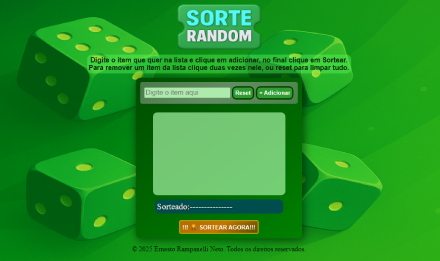 SORTE
RANDOM
Digite o item que quer na lista e clique em adicionar, no final clique em Sortear.
Para remover um item da lista clique duas vezes nele, ou reset para limpar tudo.
Digite o item aqui Reset + Adicionar
Sorteado:---------------
!!! SORTEAR AGORA!!!
© 2023 Ernesto Rampanelli Neto. Todos os direitos reservados.